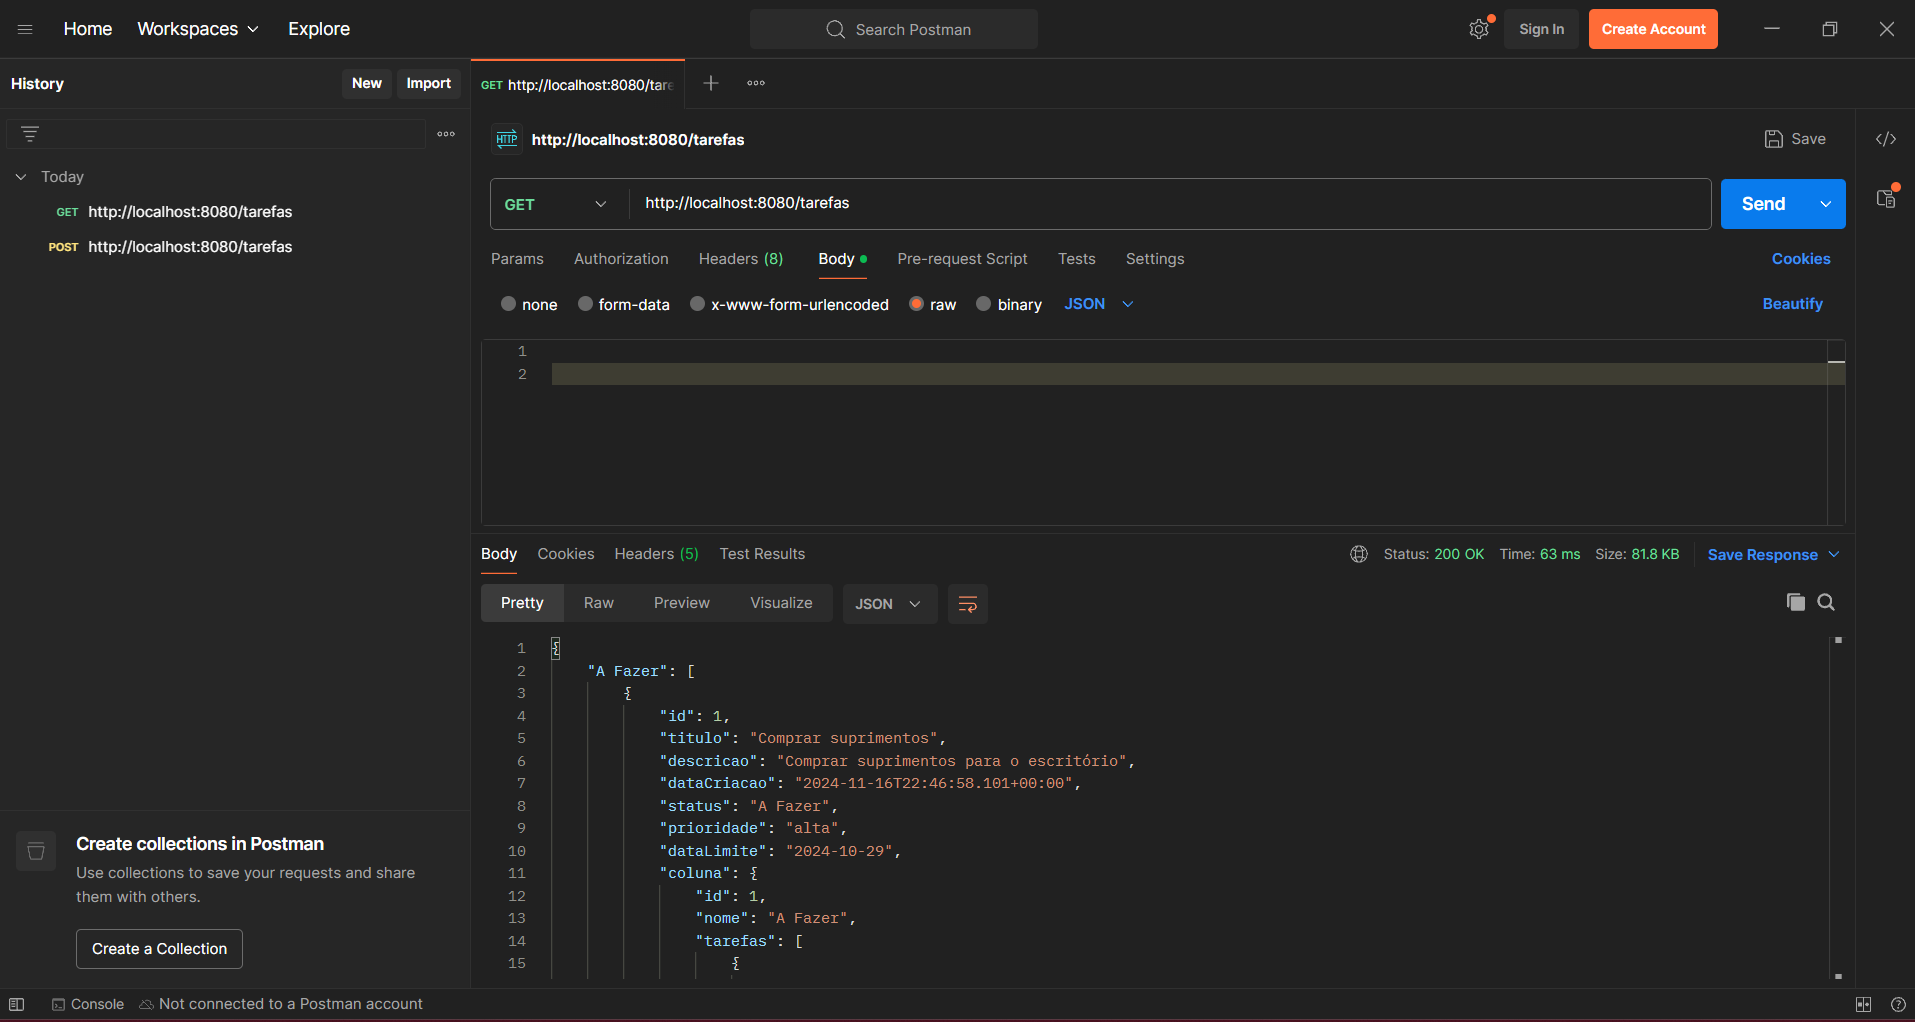 Home Workspaces Explore Search Postman Sign In Create Account
History New Import
GET http://localhost:8080/tare
HTTP http://localhost:8080/tarefas Save
Today
GET http://localhost:8080/tarefas
POST http://localhost:8080/tarefas
GET http://localhost:8080/tarefas Send
Params Authorization Headers (8) Body Pre-request Script Tests Settings Cookies
none form-data x-www-form-urlencoded raw binary JSON Beautify
1
2
Body Cookies Headers (5) Test Results Status: 200 OK Time: 63 ms Size: 81.8 KB Save Response
Pretty Raw Preview Visualize JSON
1 {
2 "A Fazer": [
3 {
4 "id": 1,
5 "titulo": "Comprar suprimentos",
6 "descricao": "Comprar suprimentos para o escritório",
7 "dataCriacao": "2024-11-16T22:46:58.101+00:00",
8 "status": "A Fazer",
9 "prioridade": "alta",
10 "dataLimite": "2024-10-29",
11 "coluna": {
12 "id": 1,
13 "nome": "A Fazer",
14 "tarefas": [
15 {
Create collections in Postman
Use collections to save your requests and share
them with others.
Create a Collection
Console Not connected to a Postman account